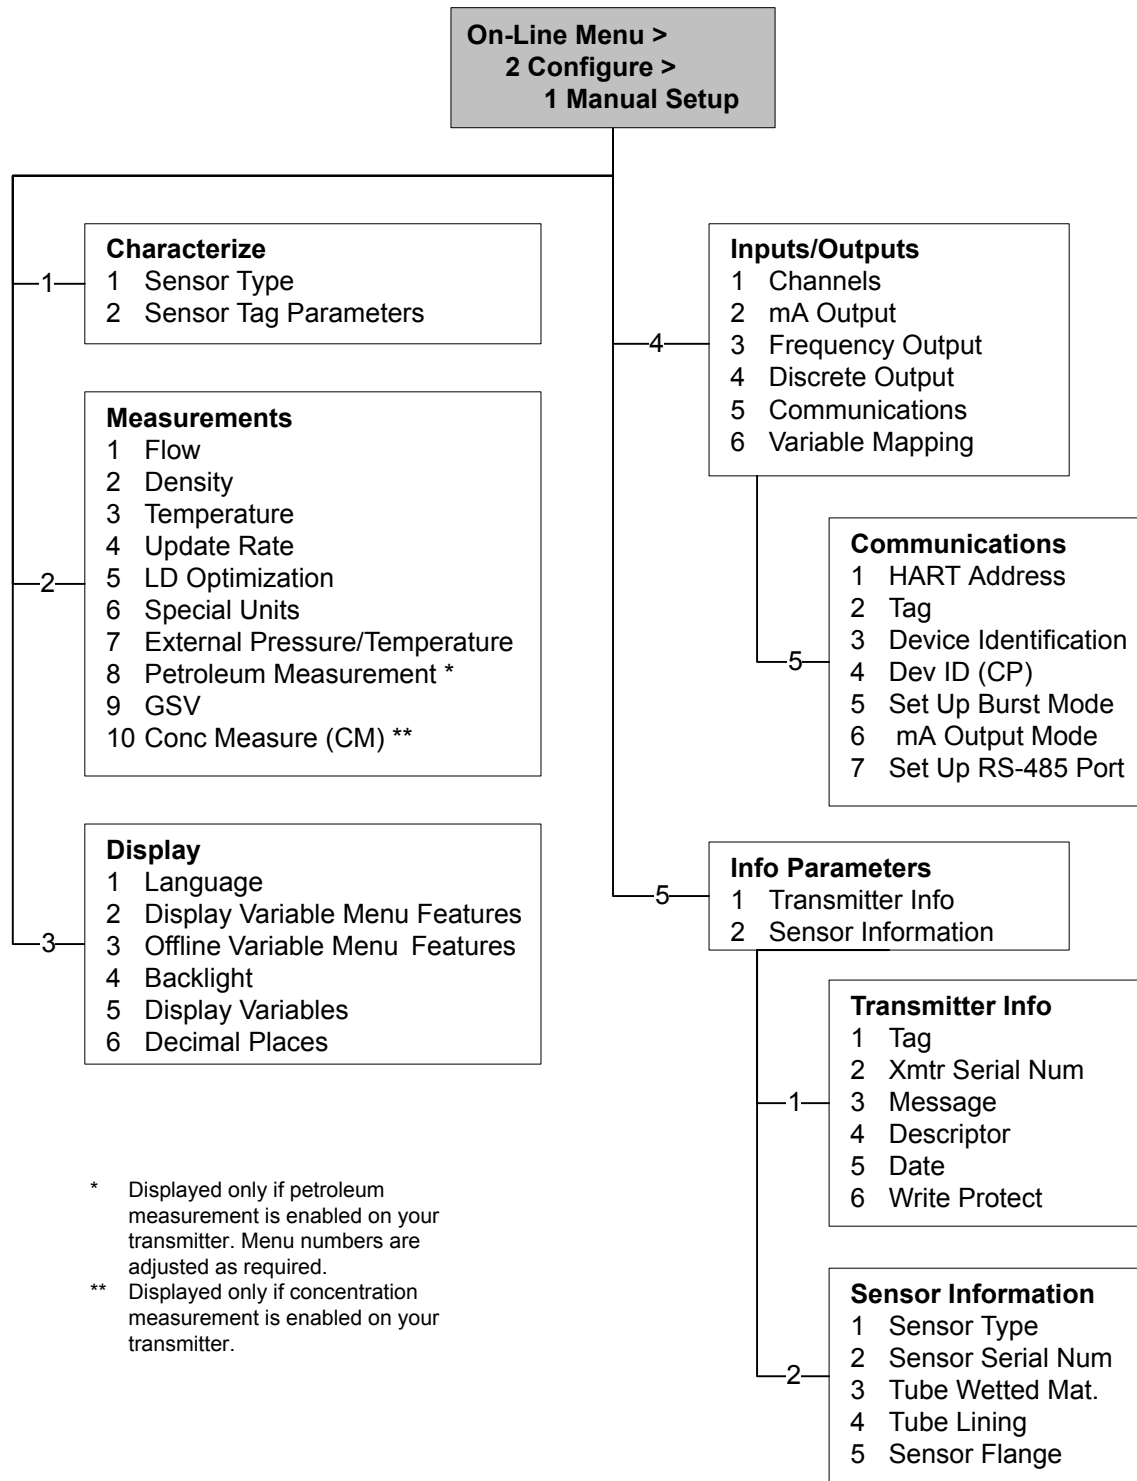 On-Line Menu >
2 Configure >
1 Manual Setup
1
Characterize
1 Sensor Type
2 Sensor Tag Parameters
2
Measurements
1 Flow
2 Density
3 Temperature
4 Update Rate
5 LD Optimization
6 Special Units
7 External Pressure/Temperature
8 Petroleum Measurement *
9 GSV
10 Conc Measure (CM) **
3
Display
1 Language
2 Display Variable Menu Features
3 Offline Variable Menu Features
4 Backlight
5 Display Variables
6 Decimal Places
4
Inputs/Outputs
1 Channels
2 mA Output
3 Frequency Output
4 Discrete Output
5 Communications
6 Variable Mapping
5
Communications
1 HART Address
2 Tag
3 Device Identification
4 Dev ID (CP)
5 Set Up Burst Mode
6 mA Output Mode
7 Set Up RS-485 Port
5
Info Parameters
1 Transmitter Info
2 Sensor Information
1
Transmitter Info
1 Tag
2 Xmtr Serial Num
3 Message
4 Descriptor
5 Date
6 Write Protect
2
Sensor Information
1 Sensor Type
2 Sensor Serial Num
3 Tube Wetted Mat.
4 Tube Lining
5 Sensor Flange
* Displayed only if petroleum
measurement is enabled on your
transmitter. Menu numbers are
adjusted as required.
** Displayed only if concentration
measurement is enabled on your
transmitter.